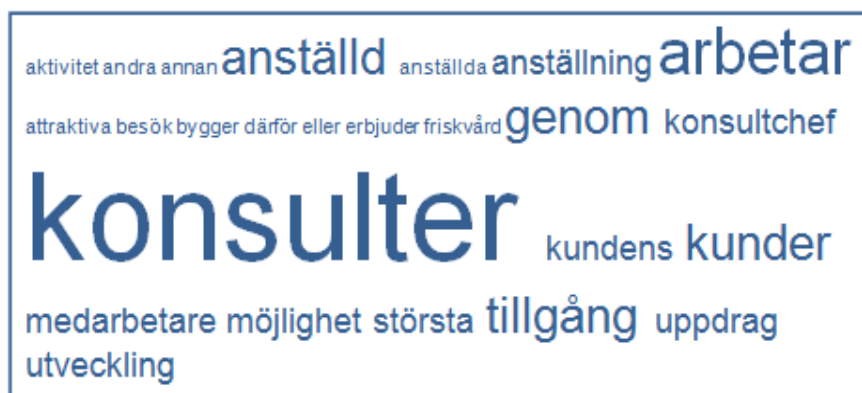 aktivitet andra annan anställd anställda anställning arbetar
attraktiva besök bygger därför eller erbjuder friskvård genom konsultchef
konsulter kundens kunder
medarbetare möjlighet största tillgång uppdrag
utveckling